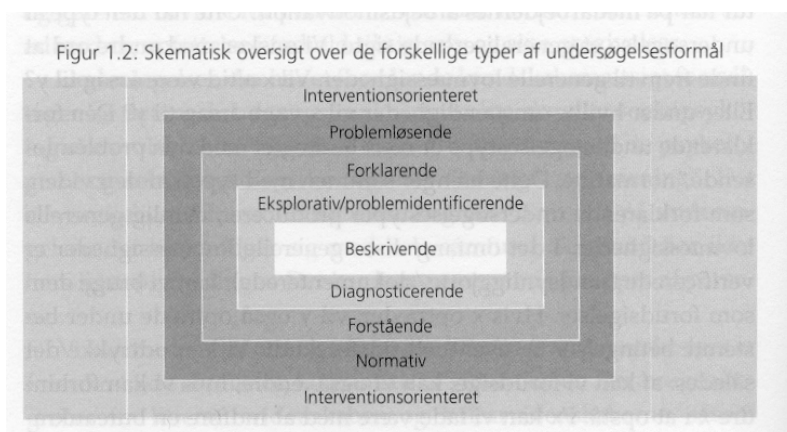 Figur 1.2: Skematisk oversigt over de forskellige typer af undersøgelsesformål
Interventionsorienteret
Problemløsende
Forklarende
Eksplorativ/problemidentificerende
Beskrivende
Diagnosticerende
Forstående
Normativ
Interventionsorienteret